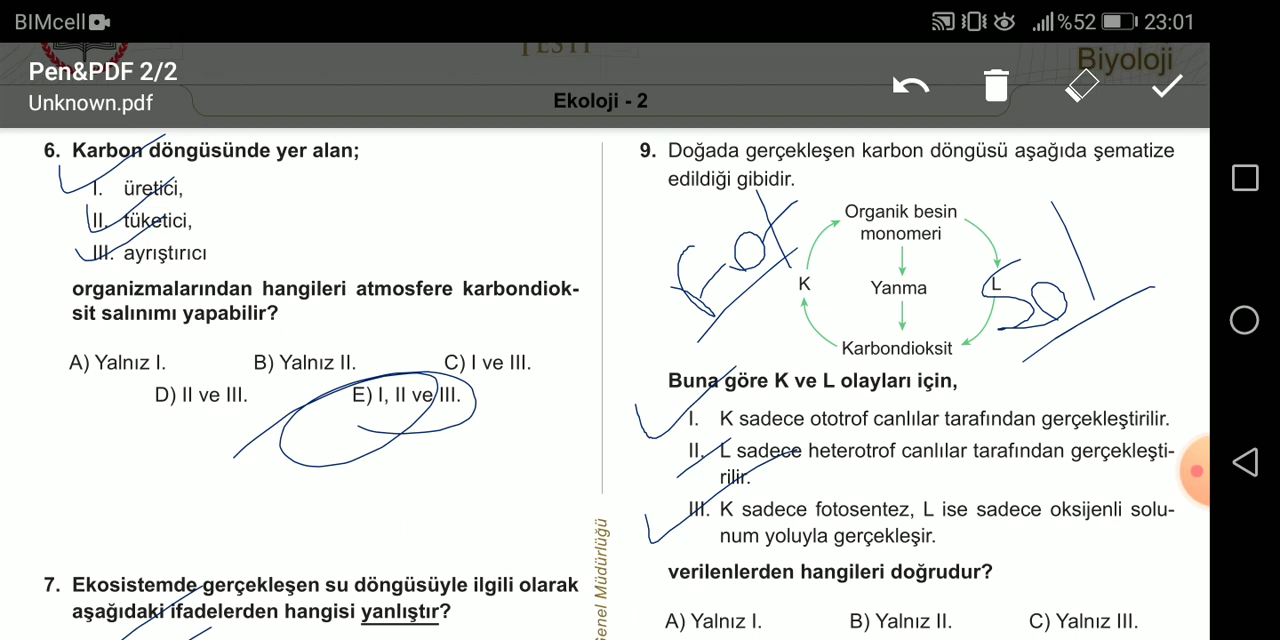 BIMcell
%52
23:01
TESTİ
Biyoloji
Pen&PDF 2/2
Unknown.pdf
Ekoloji - 2
6. Karbon döngüsünde yer alan;
I. üretici,
II. tüketici,
III. ayrıştırıcı
organizmalarından hangileri atmosfere karbondiok-
sit salınımı yapabilir?
A) Yalnız I.
B) Yalnız II.
C) I ve III.
D) II ve III.
E) I, II ve III.
7. Ekosistemde gerçekleşen su döngüsüyle ilgili olarak
aşağıdaki ifadelerden hangisi yanlıştır?
Genel Müdürlüğü
9. Doğada gerçekleşen karbon döngüsü aşağıda şematize
edildiği gibidir.
Organik besin
monomeri
K
Yanma
L
Karbondioksit
Fot
Sol
Buna göre K ve L olayları için,
I. K sadece ototrof canlılar tarafından gerçekleştirilir.
II. L sadece heterotrof canlılar tarafından gerçekleşti-
rilir.
III. K sadece fotosentez, L ise sadece oksijenli solu-
num yoluyla gerçekleşir.
verilenlerden hangileri doğrudur?
A) Yalnız I.
B) Yalnız II.
C) Yalnız III.